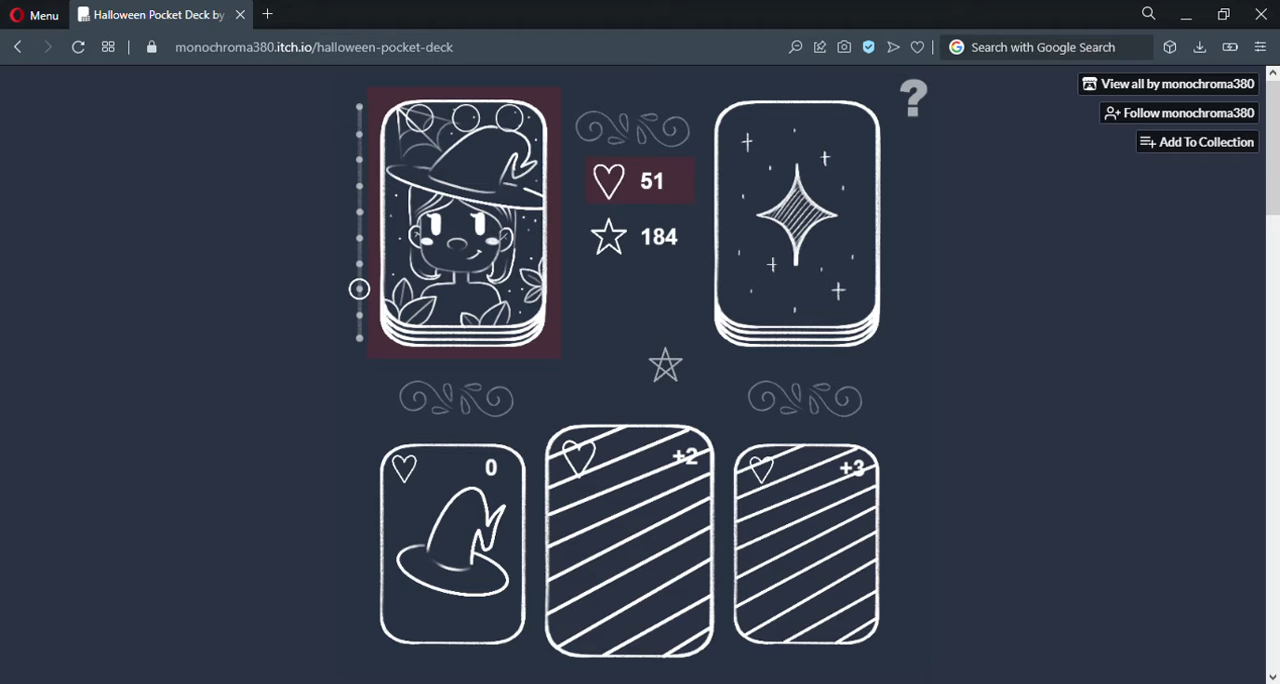 Menu
Halloween Pocket Deck by
monochroma380.itch.io/halloween-pocket-deck
Search with Google Search
View all by monochroma380
Follow monochroma380
Add To Collection
?
51
184
0
+2
+3